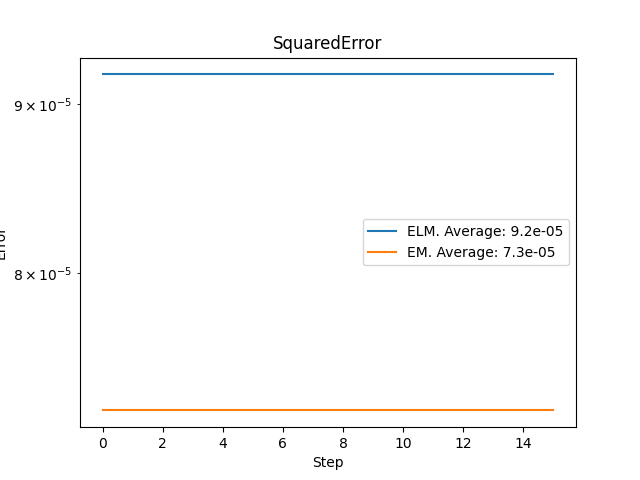 SquaredError
9 × 10⁻⁵
8 × 10⁻⁵
Error
ELM. Average: 9.2e-05
EM. Average: 7.3e-05
0 2 4 6 8 10 12 14
Step